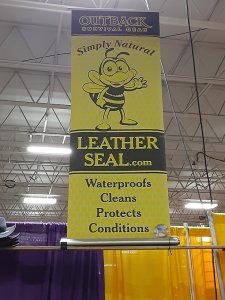 OUTBACK
SURVIVAL GEAR
Simply Natural
LEATHER
SEAL.com
Waterproofs
Cleans
Protects
Conditions